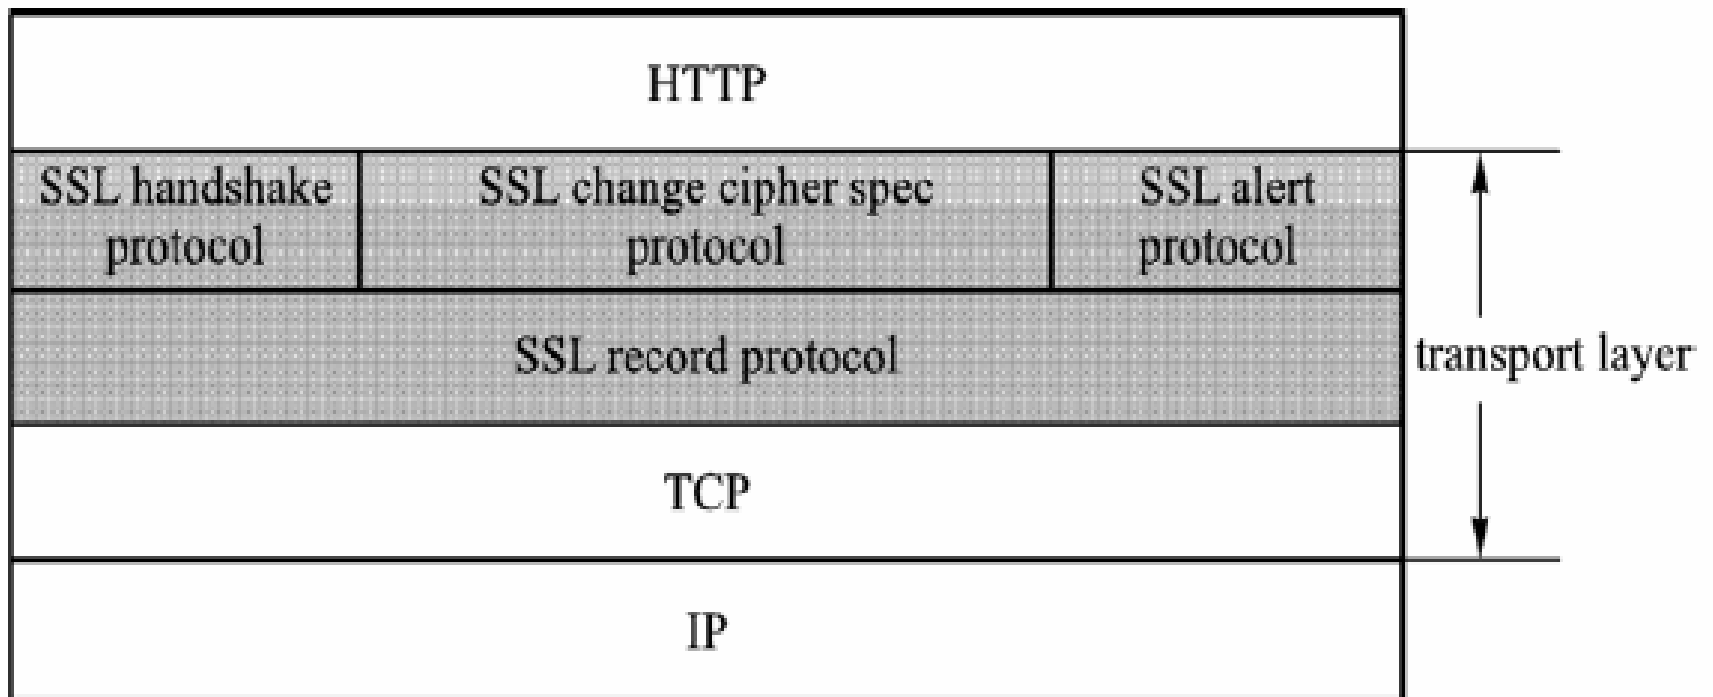 HTTP
SSL handshake
protocol
SSL change cipher spec
protocol
SSL alert
protocol
SSL record protocol
transport layer
TCP
IP